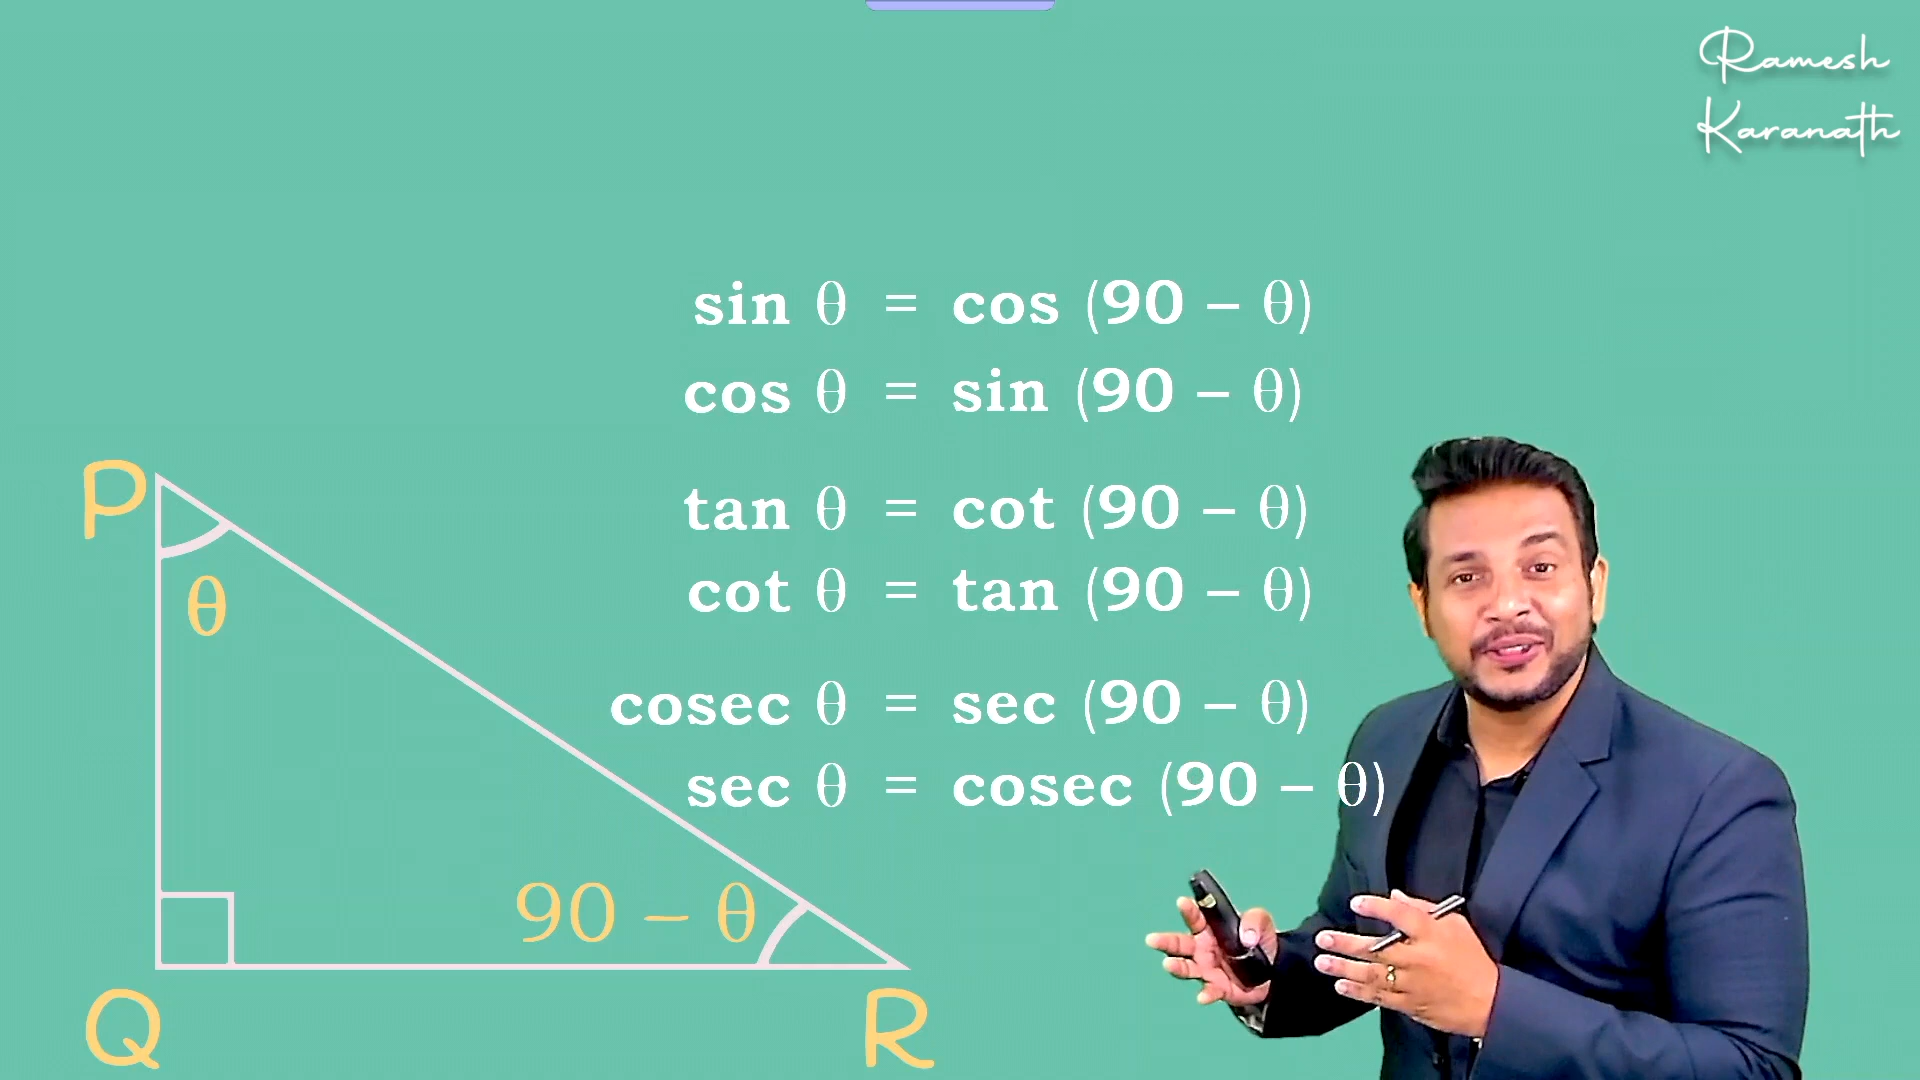 Ramesh
Karanath
sin θ = cos (90 – θ)
cos θ = sin (90 – θ)
tan θ = cot (90 – θ)
cot θ = tan (90 – θ)
cosec θ = sec (90 – θ)
sec θ = cosec (90 – θ)
P
θ
90 – θ
Q
R